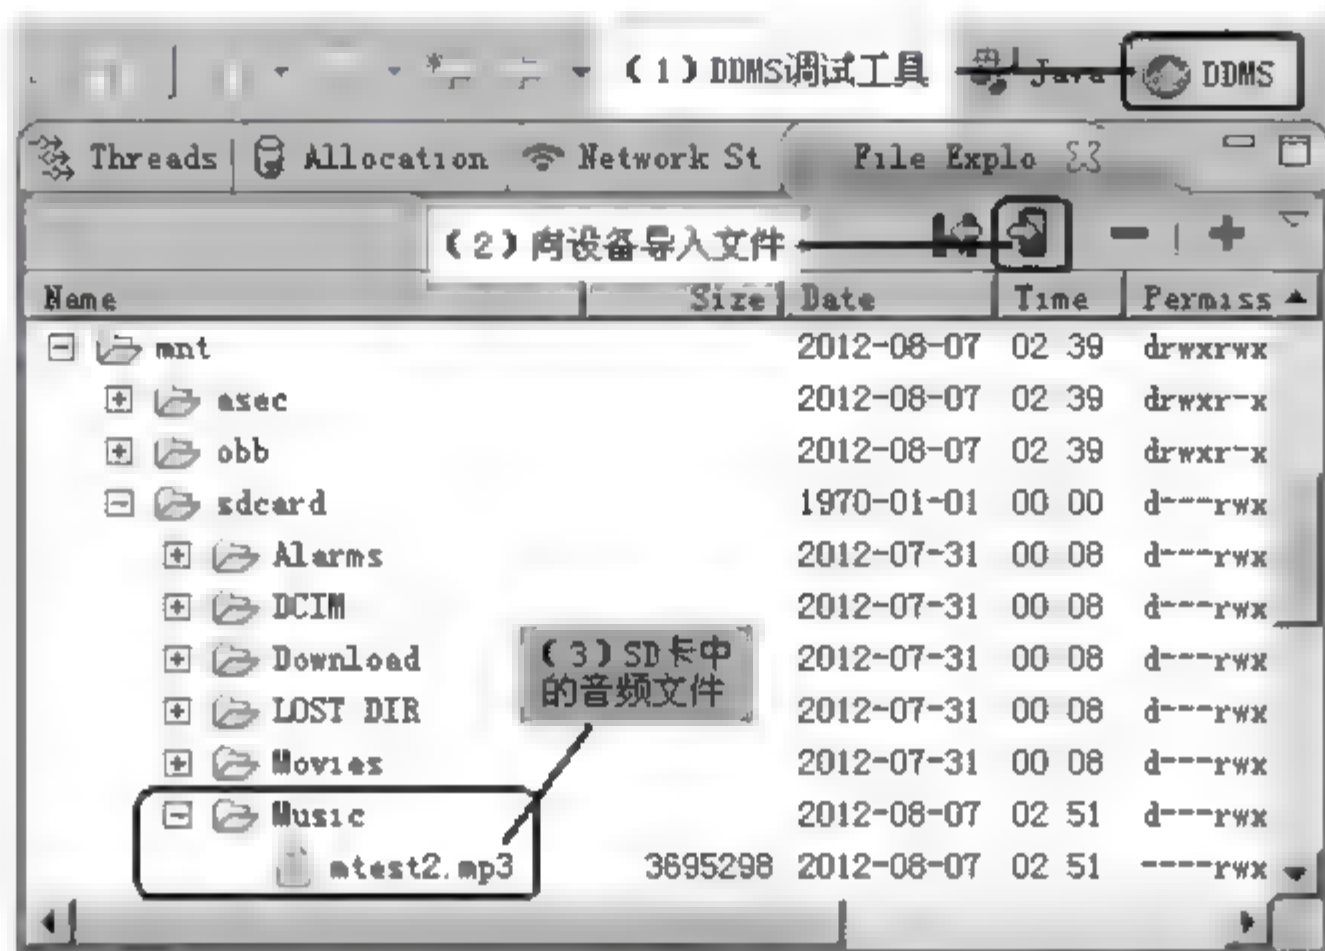 (1)DDMS调试工具 Java DDMS
Threads Allocation Network St File Explo
(2)向设备导入文件
Name Size Date Time Permiss
mnt 2012-08-07 02 39 drwxrwx
asec 2012-08-07 02 39 drwxr-x
obb 2012-08-07 02 39 drwxr-x
sdcard 1970-01-01 00 00 d---rwx
Alarms 2012-07-31 00 08 d---rwx
DCIM 2012-07-31 00 08 d---rwx
Download 2012-07-31 00 08 d---rwx
(3)SD卡中
的音频文件
LOST DIR 2012-07-31 00 08 d---rwx
Movies 2012-07-31 00 08 d---rwx
Music 2012-08-07 02 51 d---rwx
mtest2.mp3 3695298 2012-08-07 02 51 ----rwx